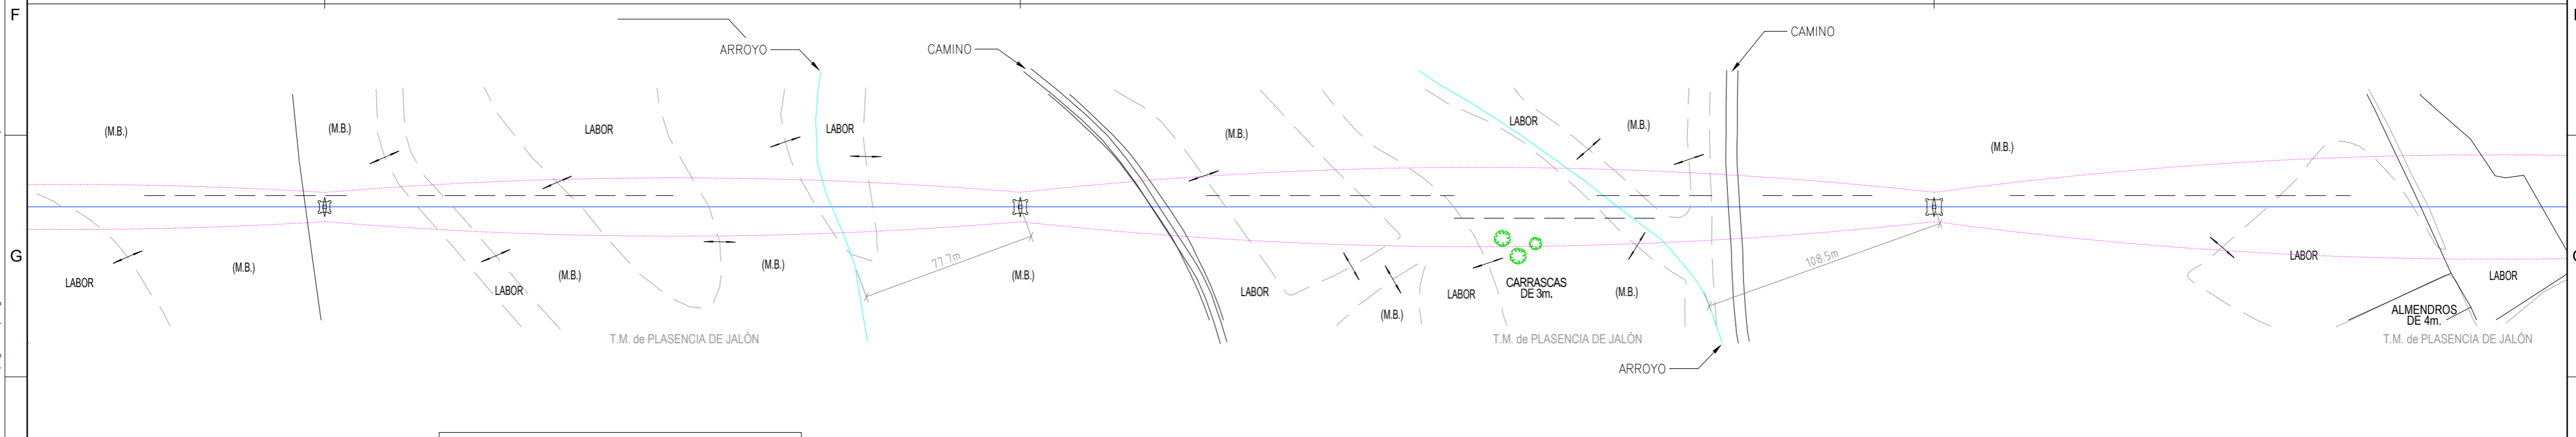 F
ARROYO
CAMINO
CAMINO
(M.B.)
(M.B.)
LABOR
LABOR
(M.B.)
LABOR
(M.B.)
(M.B.)
G
LABOR
(M.B.)
LABOR
(M.B.)
(M.B.)
77.7m
(M.B.)
LABOR
(M.B.)
LABOR
CARRASCAS
DE 3m.
(M.B.)
108.5m
LABOR
LABOR
ALMENDROS
DE 4m.
T.M. de PLASENCIA DE JALÓN
T.M. de PLASENCIA DE JALÓN
T.M. de PLASENCIA DE JALÓN
ARROYO